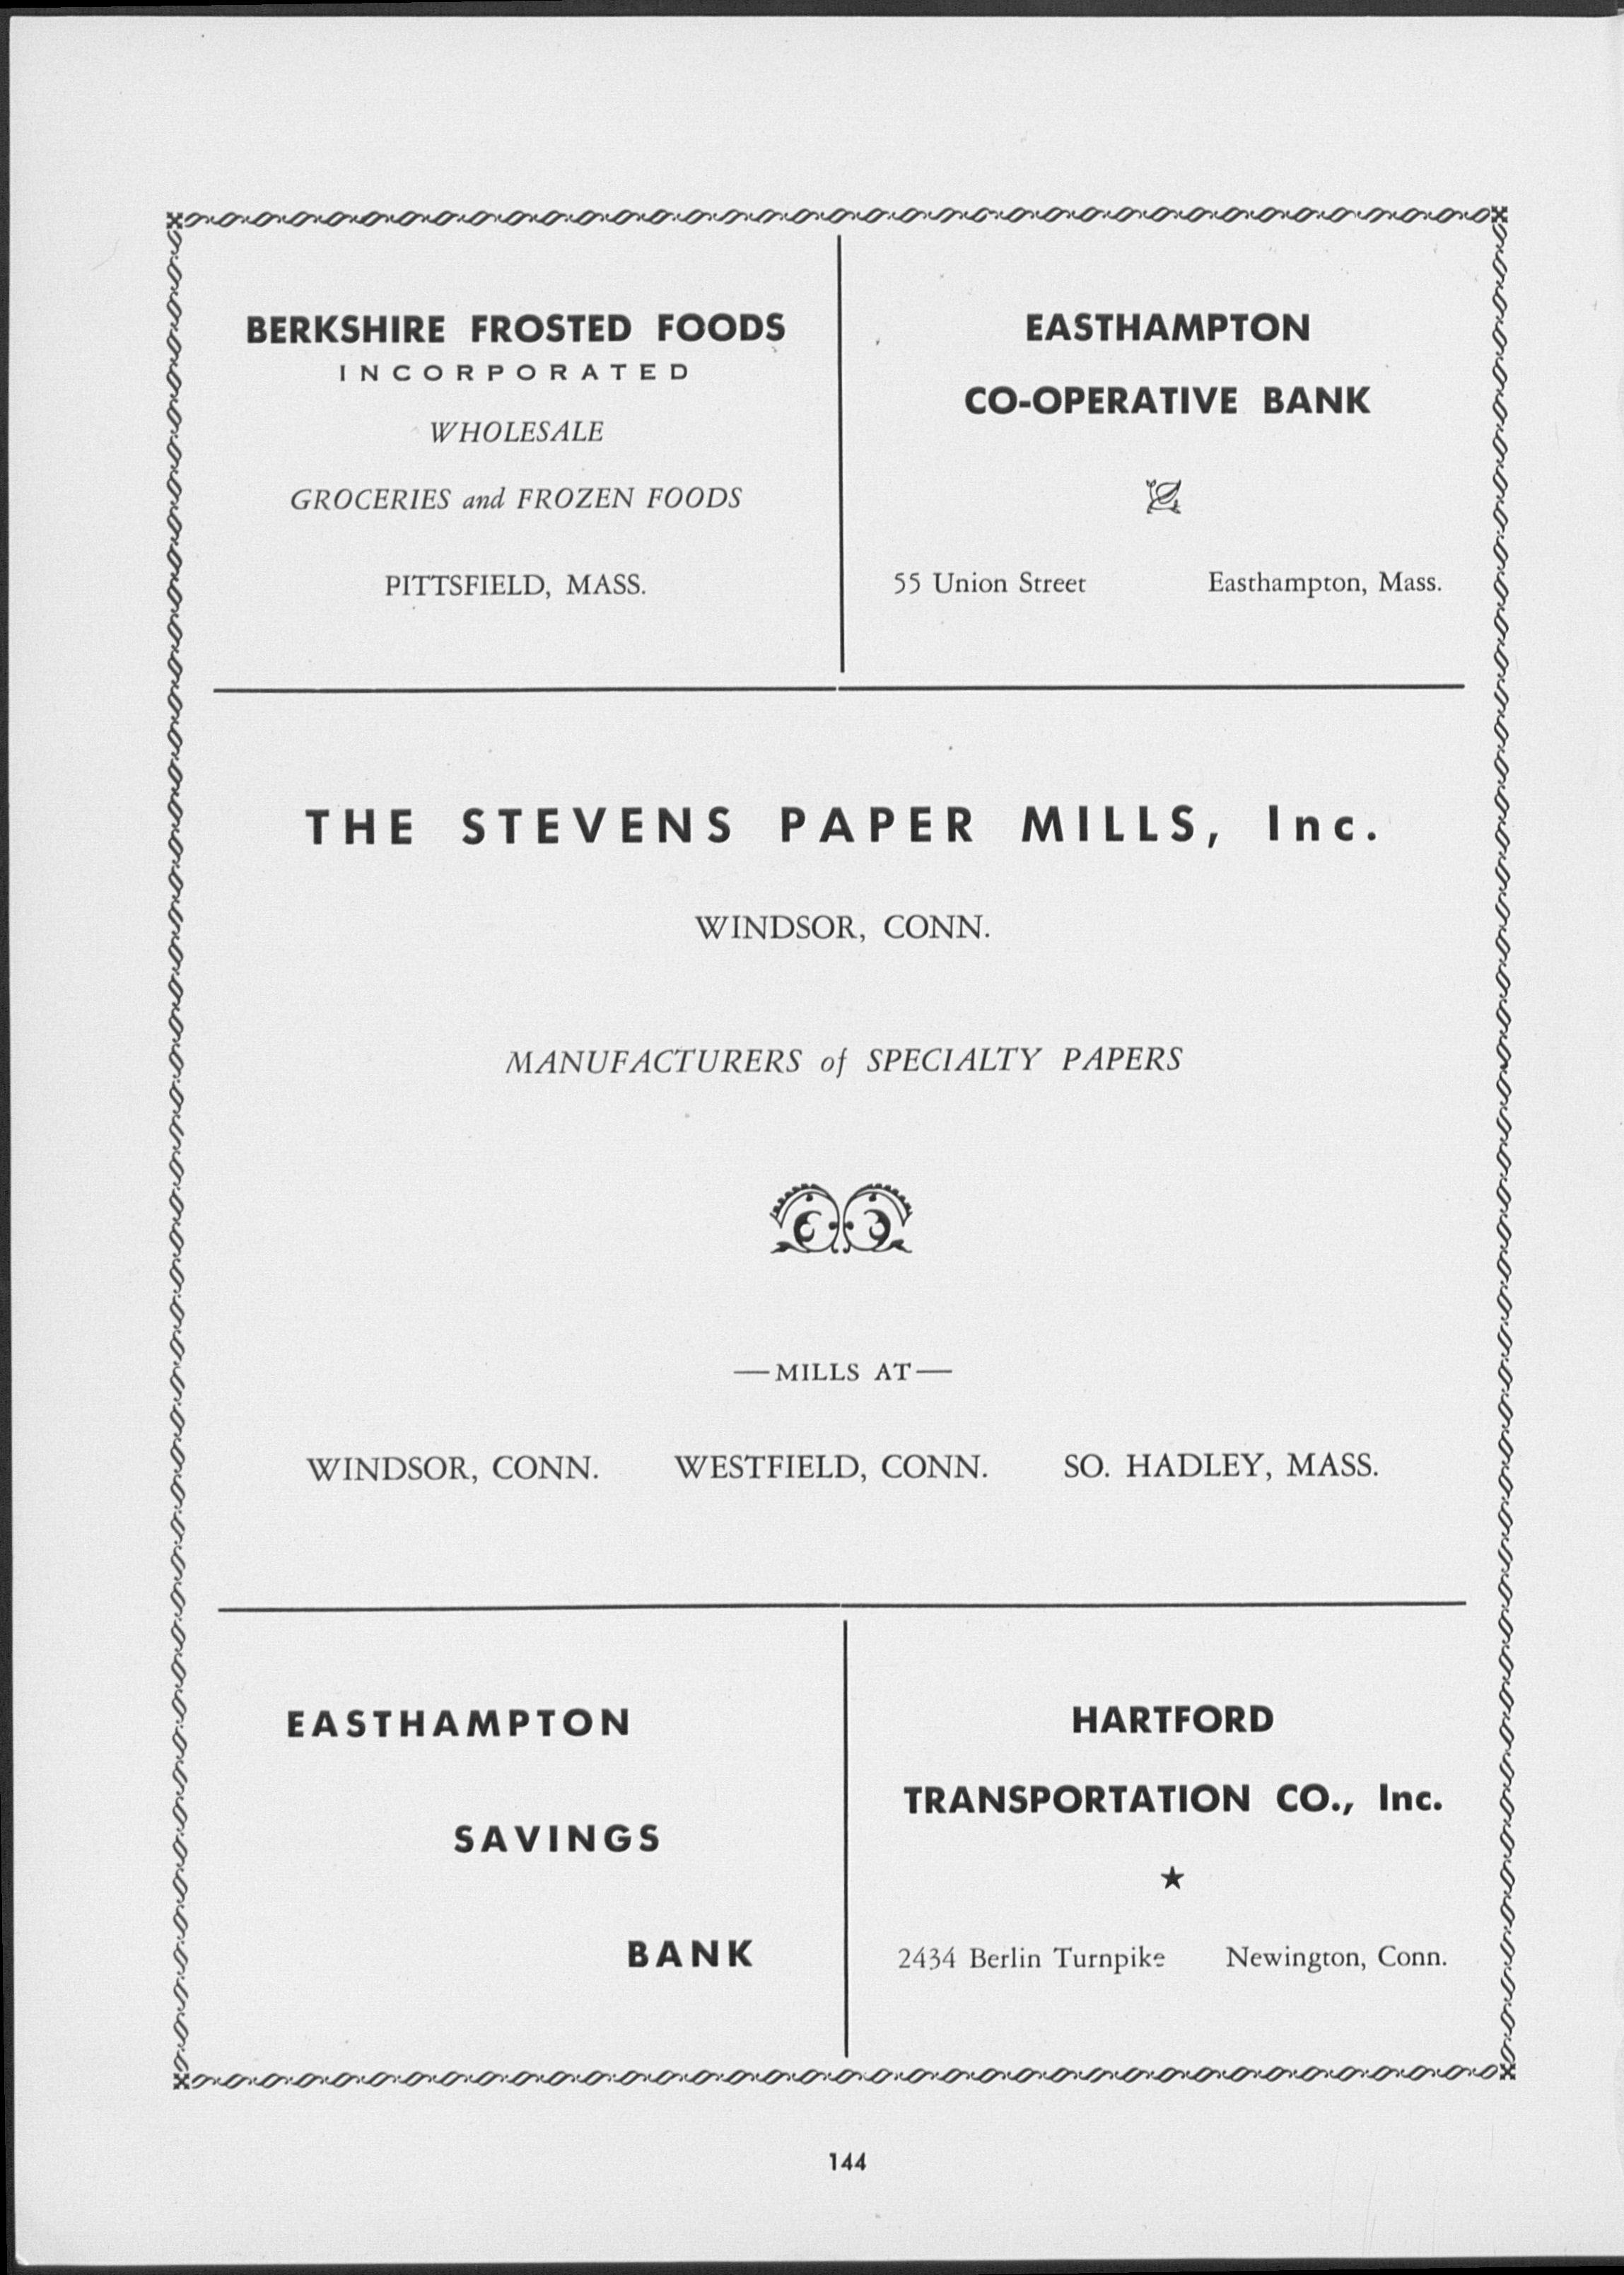 BERKSHIRE FROSTED FOODS
INCORPORATED
WHOLESALE
GROCERIES and FROZEN FOODS
PITTSFIELD, MASS.
EASTHAMPTON
CO-OPERATIVE BANK
55 Union Street Easthampton, Mass.
THE STEVENS PAPER MILLS, Inc.
WINDSOR, CONN.
MANUFACTURERS of SPECIALTY PAPERS
—MILLS AT—
WINDSOR, CONN. WESTFIELD, CONN. SO. HADLEY, MASS.
EASTHAMPTON
SAVINGS
BANK
HARTFORD
TRANSPORTATION CO., Inc.
2434 Berlin Turnpike Newington, Conn.
144